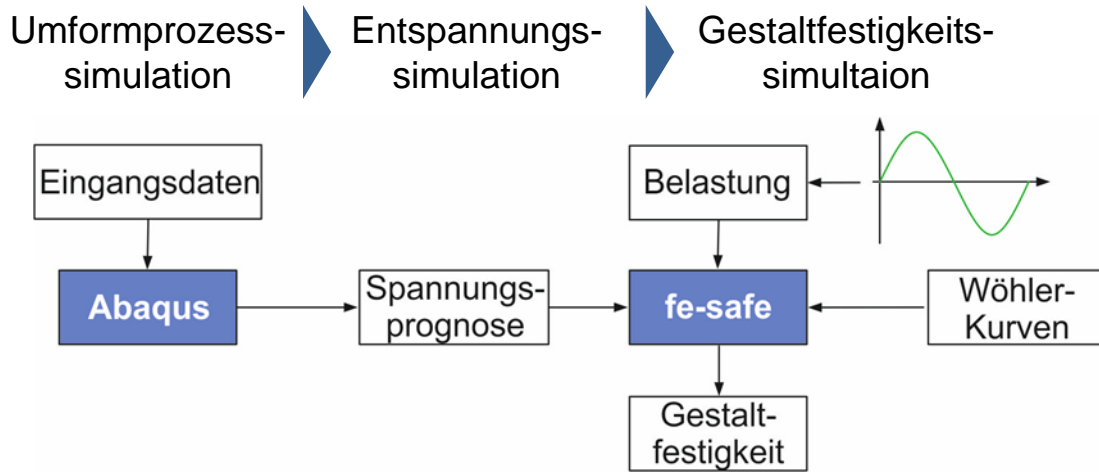 Umformprozess-
simulation
Entspannungs-
simulation
Gestaltfestigkeits-
simultaion
Eingangsdaten
Belastung
Abaqus
Spannungs-
prognose
fe-safe
Wöhler-
Kurven
Gestalt-
festigkeit